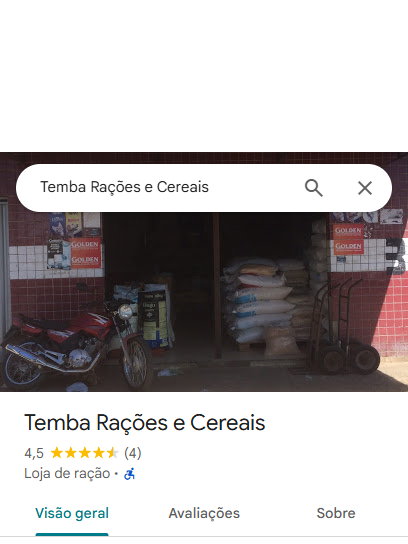 Temba Rações e Cereais
GOLDEN
GOLDEN
GOLDEN
GOLDEN
Temba Rações e Cereais
4,5 (4)
Loja de ração ·
Visão geral
Avaliações
Sobre